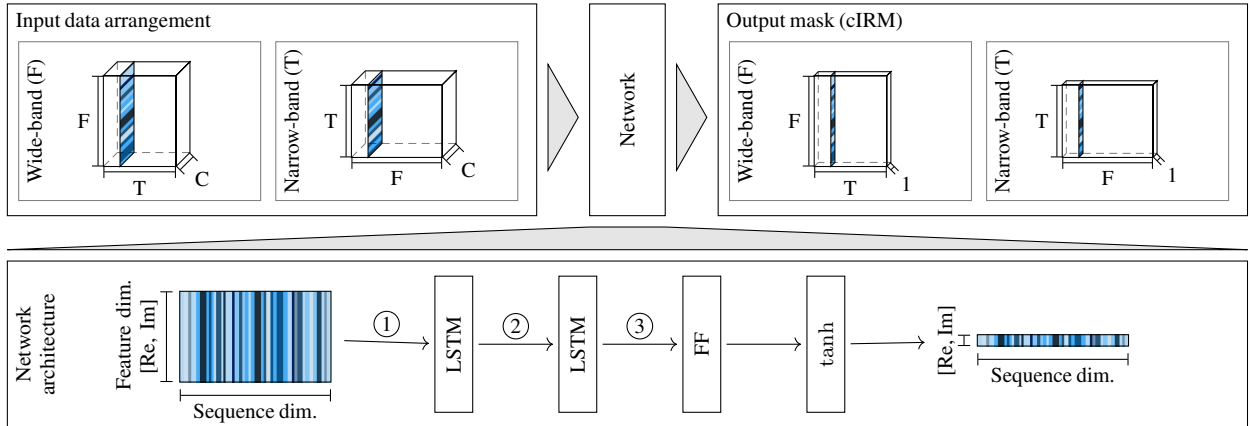 Input data arrangement
Wide-band (F)
F
T
C
Narrow-band (T)
T
F
C
Network
Output mask (cIRM)
Wide-band (F)
F
T
1
Narrow-band (T)
T
F
1
Network
architecture
Feature dim.
[Re, Im]
Sequence dim.
1
LSTM
2
LSTM
3
FF
tanh
[Re, Im]
Sequence dim.